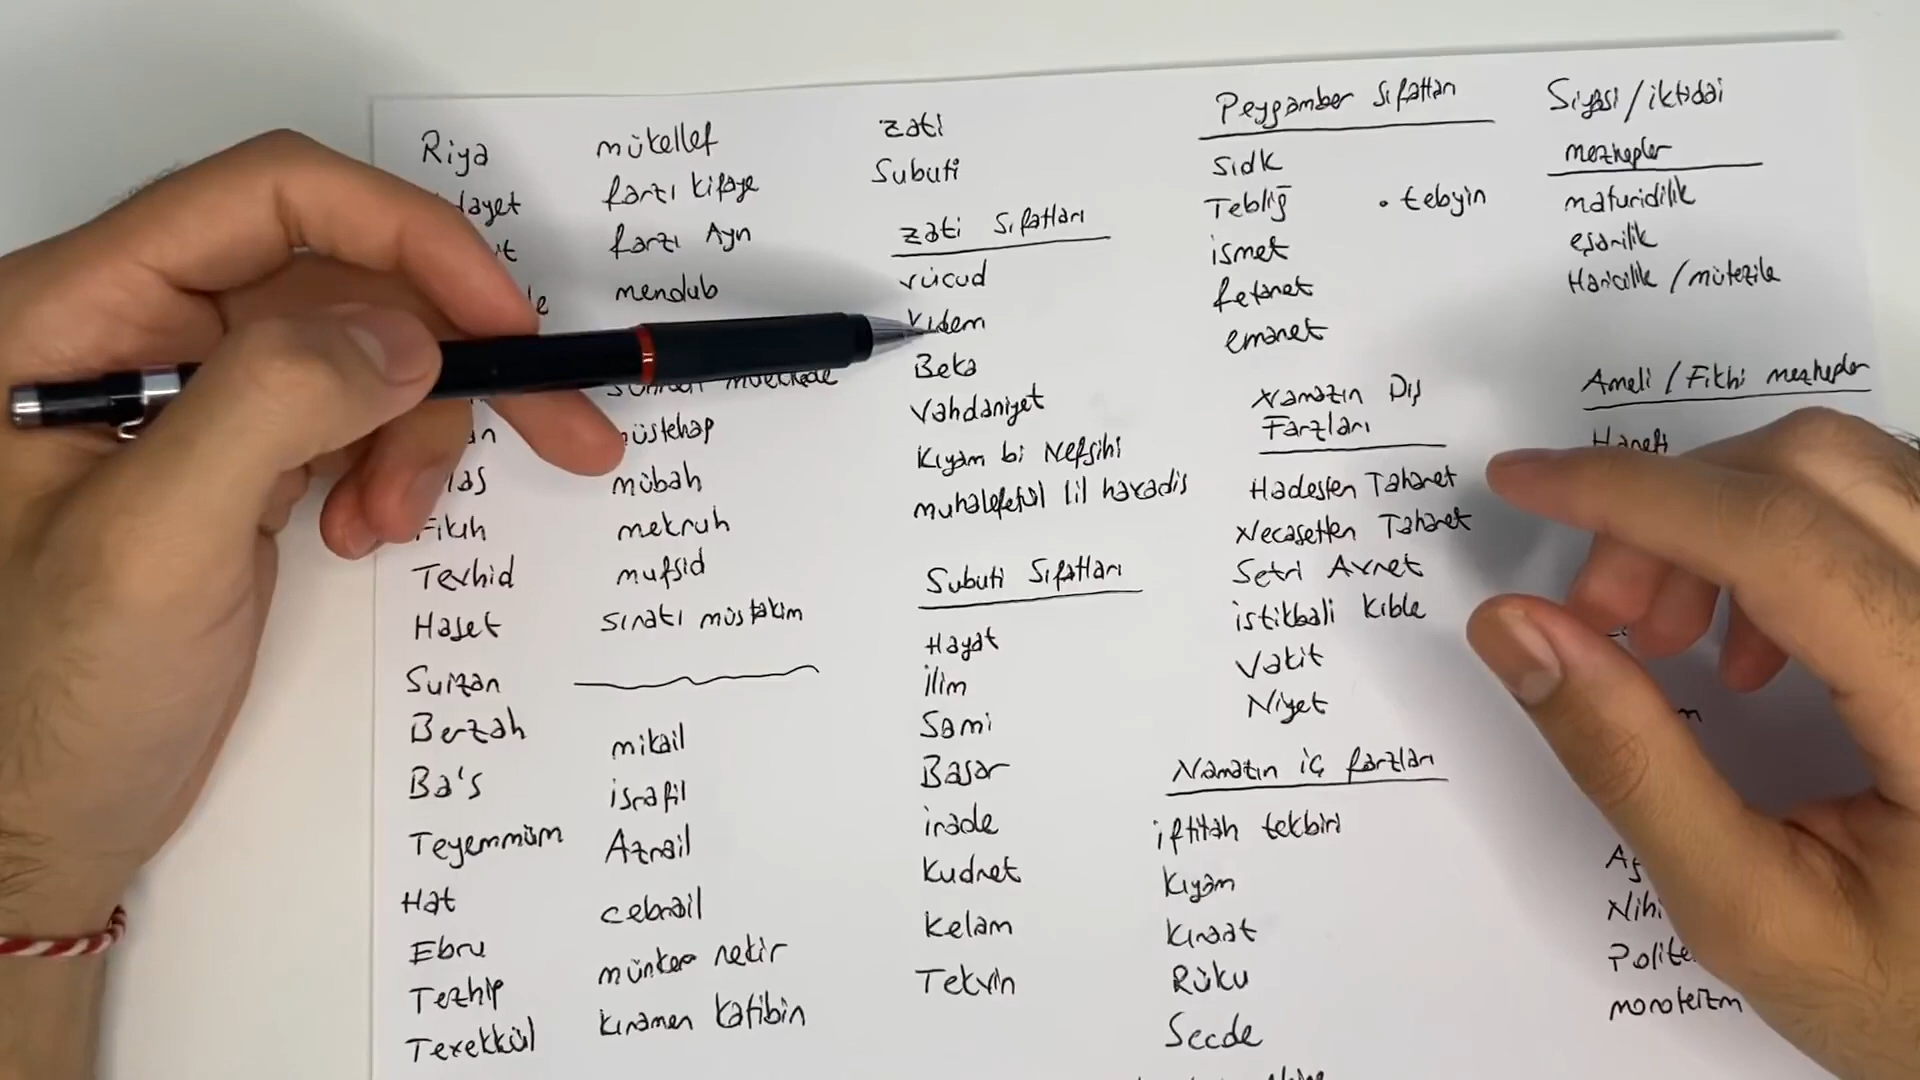 Riya
Fıkıh
Tevhid
Haset
Suizan
Berzah
Ba's
Teyemmüm
Hat
Ebru
Tezhip
Tevekkül
mükellef
farzı kifaye
farzı Ayn
mendub
müstehap
mübah
mekruh
mufsid
sıratı müstakim
mikail
israfil
Azrail
cebrail
münker nekir
kiramen katibin
zati
Subuti
zati Sıfatları
vücud
Kıdem
Beka
Vahdaniyet
Kıyam bi Nefsihi
muhalefetül lil havadis
Subuti Sıfatları
Hayat
ilim
Sami
Basar
irade
Kudret
Kelam
Tekvin
Peygamber Sıfatları
Sıdk
Tebliğ • tebyin
ismet
fetanet
emanet
Namazın Dış
Farzları
Hadesten Taharet
Necasetten Taharet
Setri Avret
istikbali Kıble
Vakit
Niyet
Namazın iç farzları
iftitah tekbiri
Kıyam
Kıraat
Rüku
Secde
Siyasi / iktidai
mezhepler
maturidilik
eşarilik
Haricilik / mütezile
Ameli / Fıkhi mezhepler
Hanefi
monoteizm